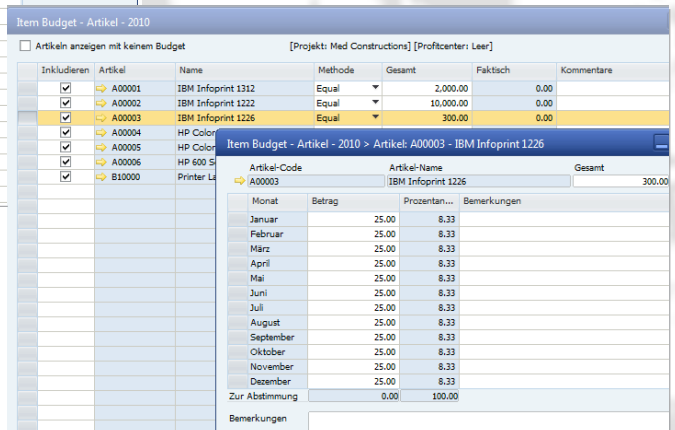 Item Budget - Artikel - 2010
Artikeln anzeigen mit keinem Budget [Projekt: Med Constructions] [Profitcenter: Leer]
Inkludieren Artikel Name Methode Gesamt Faktisch Kommentare
A00001 IBM Infoprint 1312 Equal 2,000.00 0.00
A00002 IBM Infoprint 1222 Equal 10,000.00 0.00
A00003 IBM Infoprint 1226 Equal 300.00 0.00
A00004 HP Color
A00005 HP Color
A00006 HP 600 S
B10000 Printer La
Item Budget - Artikel - 2010 > Artikel: A00003 - IBM Infoprint 1226
Artikel-Code Artikel-Name Gesamt
A00003 IBM Infoprint 1226 300.00
Monat Betrag Prozentan... Bemerkungen
Januar 25.00 8.33
Februar 25.00 8.33
März 25.00 8.33
April 25.00 8.33
Mai 25.00 8.33
Juni 25.00 8.33
Juli 25.00 8.33
August 25.00 8.33
September 25.00 8.33
Oktober 25.00 8.33
November 25.00 8.33
Dezember 25.00 8.33
Zur Abstimmung 0.00 100.00
Bemerkungen